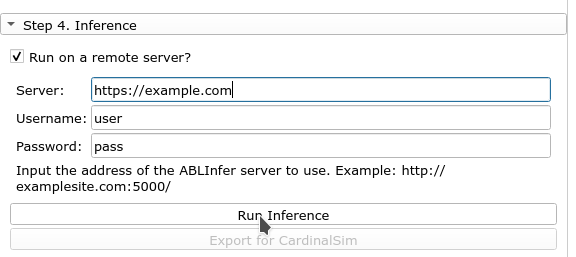 Step 4. Inference
Run on a remote server?
Server: https://example.com
Username: user
Password: pass
Input the address of the ABLInfer server to use. Example: http://
examplesite.com:5000/
Run Inference
Export for CardinalSim